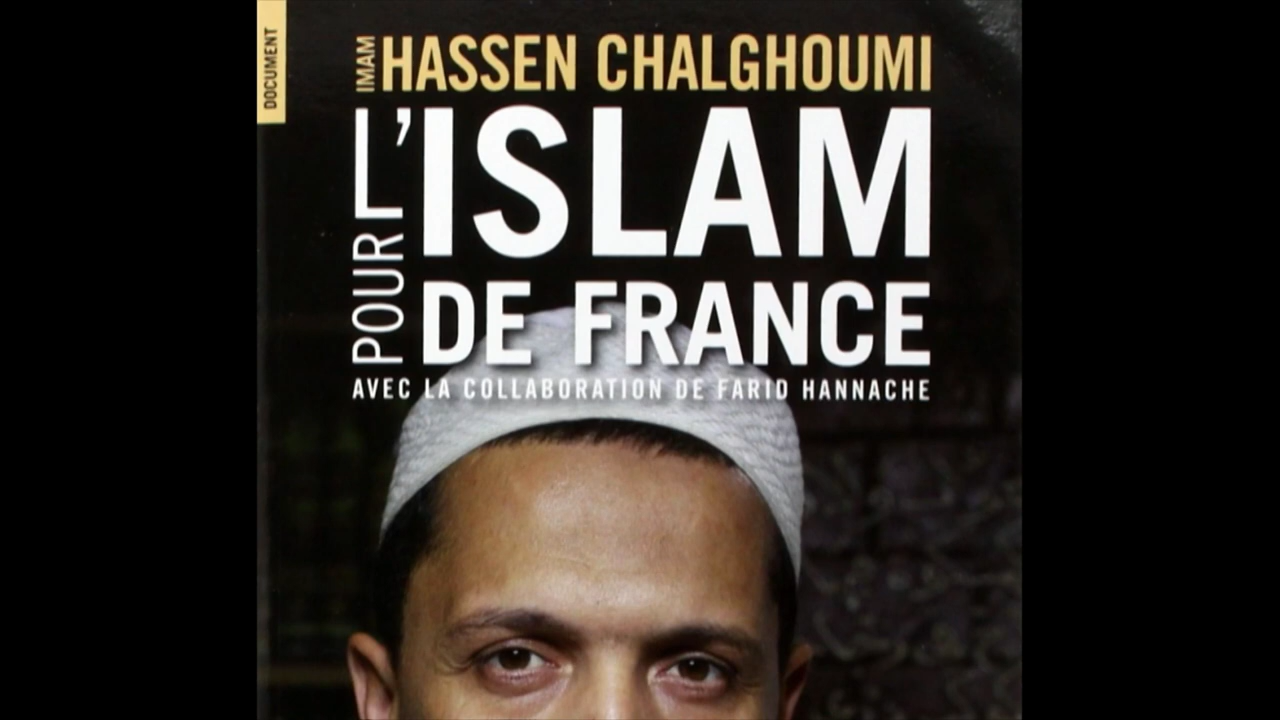 DOCUMENT
IMAM HASSEN CHALGHOUMI
POUR L'ISLAM
DE FRANCE
AVEC LA COLLABORATION DE FARID HANNACHE